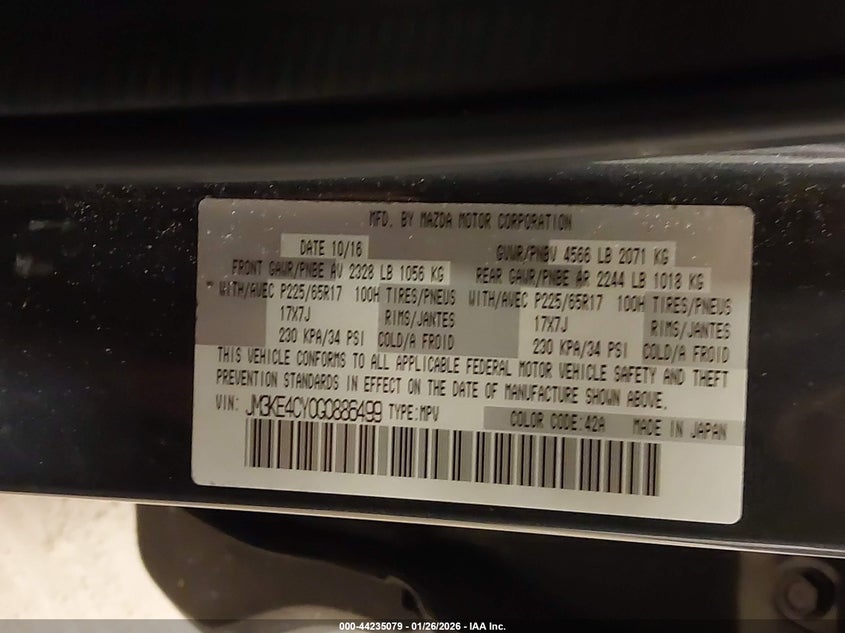 MFD. BY MAZDA MOTOR CORPORATION
DATE 10/16 GVWR/PNBV 4566 LB 2071 KG
FRONT GAWR/PNBE AV 2328 LB 1056 KG REAR GAWR/PNBE AR 2244 LB 1018 KG
WITH/AVEC P225/65R17 100H TIRES/PNEUS WITH/AVEC P225/65R17 100H TIRES/PNEUS
17X7J RIMS/JANTES 17X7J RIMS/JANTES
230 KPA/34 PSI COLD/A FROID 230 KPA/34 PSI COLD/A FROID
THIS VEHICLE CONFORMS TO ALL APPLICABLE FEDERAL MOTOR VEHICLE SAFETY AND THEFT
PREVENTION STANDARDS IN EFFECT ON THE DATE OF MANUFACTURE SHOWN ABOVE.
VIN: JM3KE4CY0G0886499 TYPE:MPV COLOR CODE:42A MADE IN JAPAN
000-44235079 - 01/26/2026 - IAA Inc.